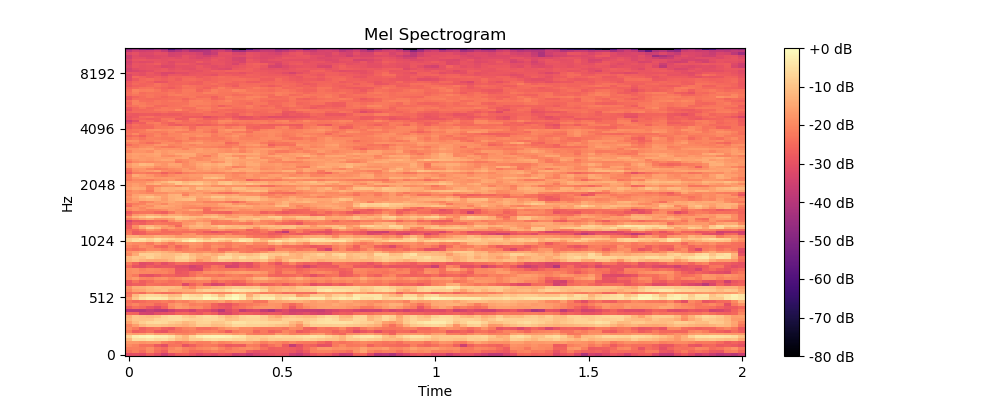 Mel Spectrogram
Hz
8192
4096
2048
1024
512
0
0 0.5 1 1.5 2
Time
+0 dB
-10 dB
-20 dB
-30 dB
-40 dB
-50 dB
-60 dB
-70 dB
-80 dB